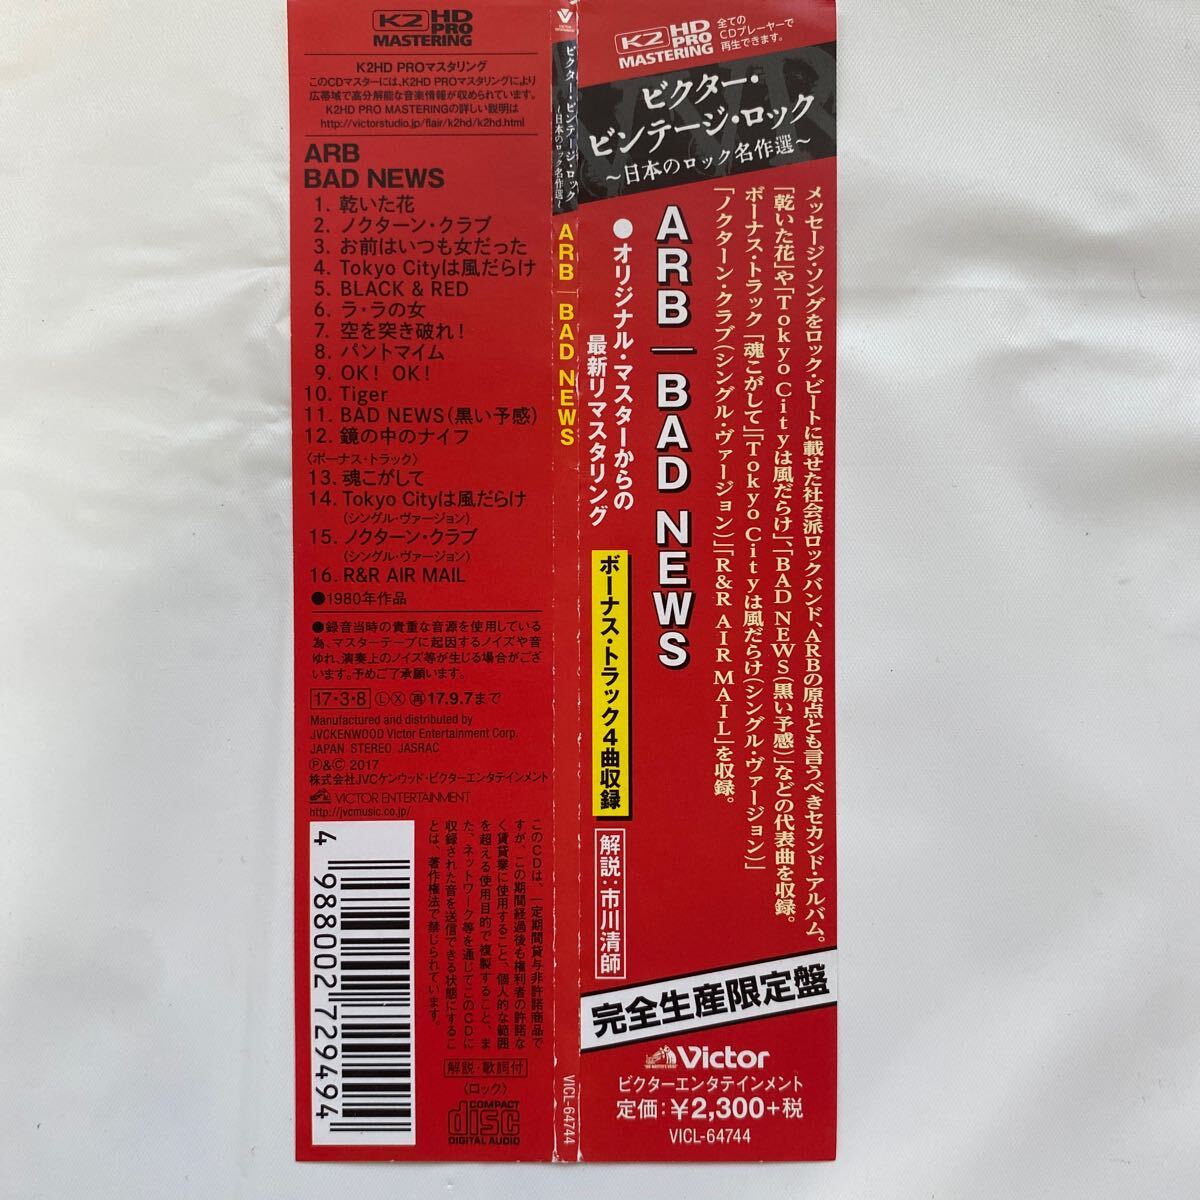 K2 HD PRO MASTERING
K2HD PROマスタリング
このCDマスターには、K2HD PROマスタリングにより
広帯域で高分解能な音楽情報が収められています。
K2HD PRO MASTERINGの詳しい説明は
http://victorstudio.jp/flair/k2hd/k2hd.html
ARB
BAD NEWS
1. 乾いた花
2. ノクターン・クラブ
3. お前はいつも女だった
4. Tokyo Cityは風だらけ
5. BLACK & RED
6. ラ・ラの女
7. 空を突き破れ!
8. パントマイム
9. OK! OK!
10. Tiger
11. BAD NEWS(黒い予感)
12. 鏡の中のナイフ
〈ボーナス・トラック〉
13. 魂こがして
14. Tokyo Cityは風だらけ
(シングル・ヴァージョン)
15. ノクターン・クラブ
(シングル・ヴァージョン)
16. R&R AIR MAIL
●1980年作品
●録音当時の貴重な音源を使用している
為、マスターテープに起因するノイズや音
ゆれ、演奏上のノイズ等が生じる場合がござ
います。予めご了承願います。
17・3・8 Ⓛ Ⓧ 再 17.9.7まで
Manufactured and distributed by
JVCKENWOOD Victor Entertainment Corp.
JAPAN STEREO JASRAC
Ⓟ&Ⓒ 2017
株式会社JVCケンウッド・ビクターエンタテインメント
VICTOR ENTERTAINMENT
http://jvcmusic.co.jp/
4 988002 729494
このCDは、一定期間貸与非許諾商品で
すが、この期間経過後も権利者の許諾な
く賃貸業に使用すること、個人的な範囲
を超える使用目的で複製すること、ま
た、ネットワーク等を通じてこのCDに
収録された音を送信できる状態にするこ
とは、著作権法で禁じられています。
解説・歌詞付
〈ロック〉
COMPACT
disc
DIGITAL AUDIO
ビクター・ビンテージ・ロック
〜日本のロック名作選〜
ARB | BAD NEWS
VICL-64744
K2 HD PRO MASTERING
全ての
CDプレーヤーで
再生できます。
ビクター・
ビンテージ・ロック
〜日本のロック名作選〜
メッセージ・ソングをロック・ビートに載せた社会派ロックバンド、ARBの原点とも言うべきセカンド・アルバム。
「乾いた花」や「Tokyo Cityは風だらけ」、「BAD NEWS(黒い予感)」などの代表曲を収録。
ボーナス・トラック「魂こがして」「Tokyo Cityは風だらけ(シングル・ヴァージョン)」
「ノクターン・クラブ(シングル・ヴァージョン)」「R&R AIR MAIL」を収録。
ARB | BAD NEWS
●オリジナル・マスターからの
最新リマスタリング
ボーナス・トラック4曲収録
解説：市川清師
完全生産限定盤
Victor
ビクターエンタテインメント
定価：¥2,300+税
VICL-64744